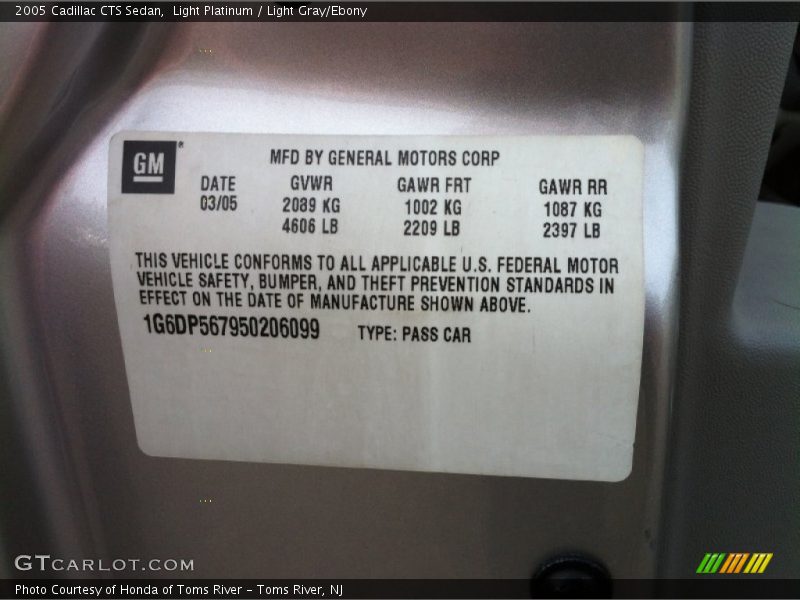 2005 Cadillac CTS Sedan,  Light Platinum / Light Gray/Ebony
GM®
MFD BY GENERAL MOTORS CORP
DATE GVWR GAWR FRT GAWR RR
03/05 2089 KG 1002 KG 1087 KG
4606 LB 2209 LB 2397 LB
THIS VEHICLE CONFORMS TO ALL APPLICABLE U.S. FEDERAL MOTOR
VEHICLE SAFETY, BUMPER, AND THEFT PREVENTION STANDARDS IN
EFFECT ON THE DATE OF MANUFACTURE SHOWN ABOVE.
1G6DP567950206099 TYPE: PASS CAR
GTCARLOT.COM
Photo Courtesy of Honda of Toms River - Toms River, NJ